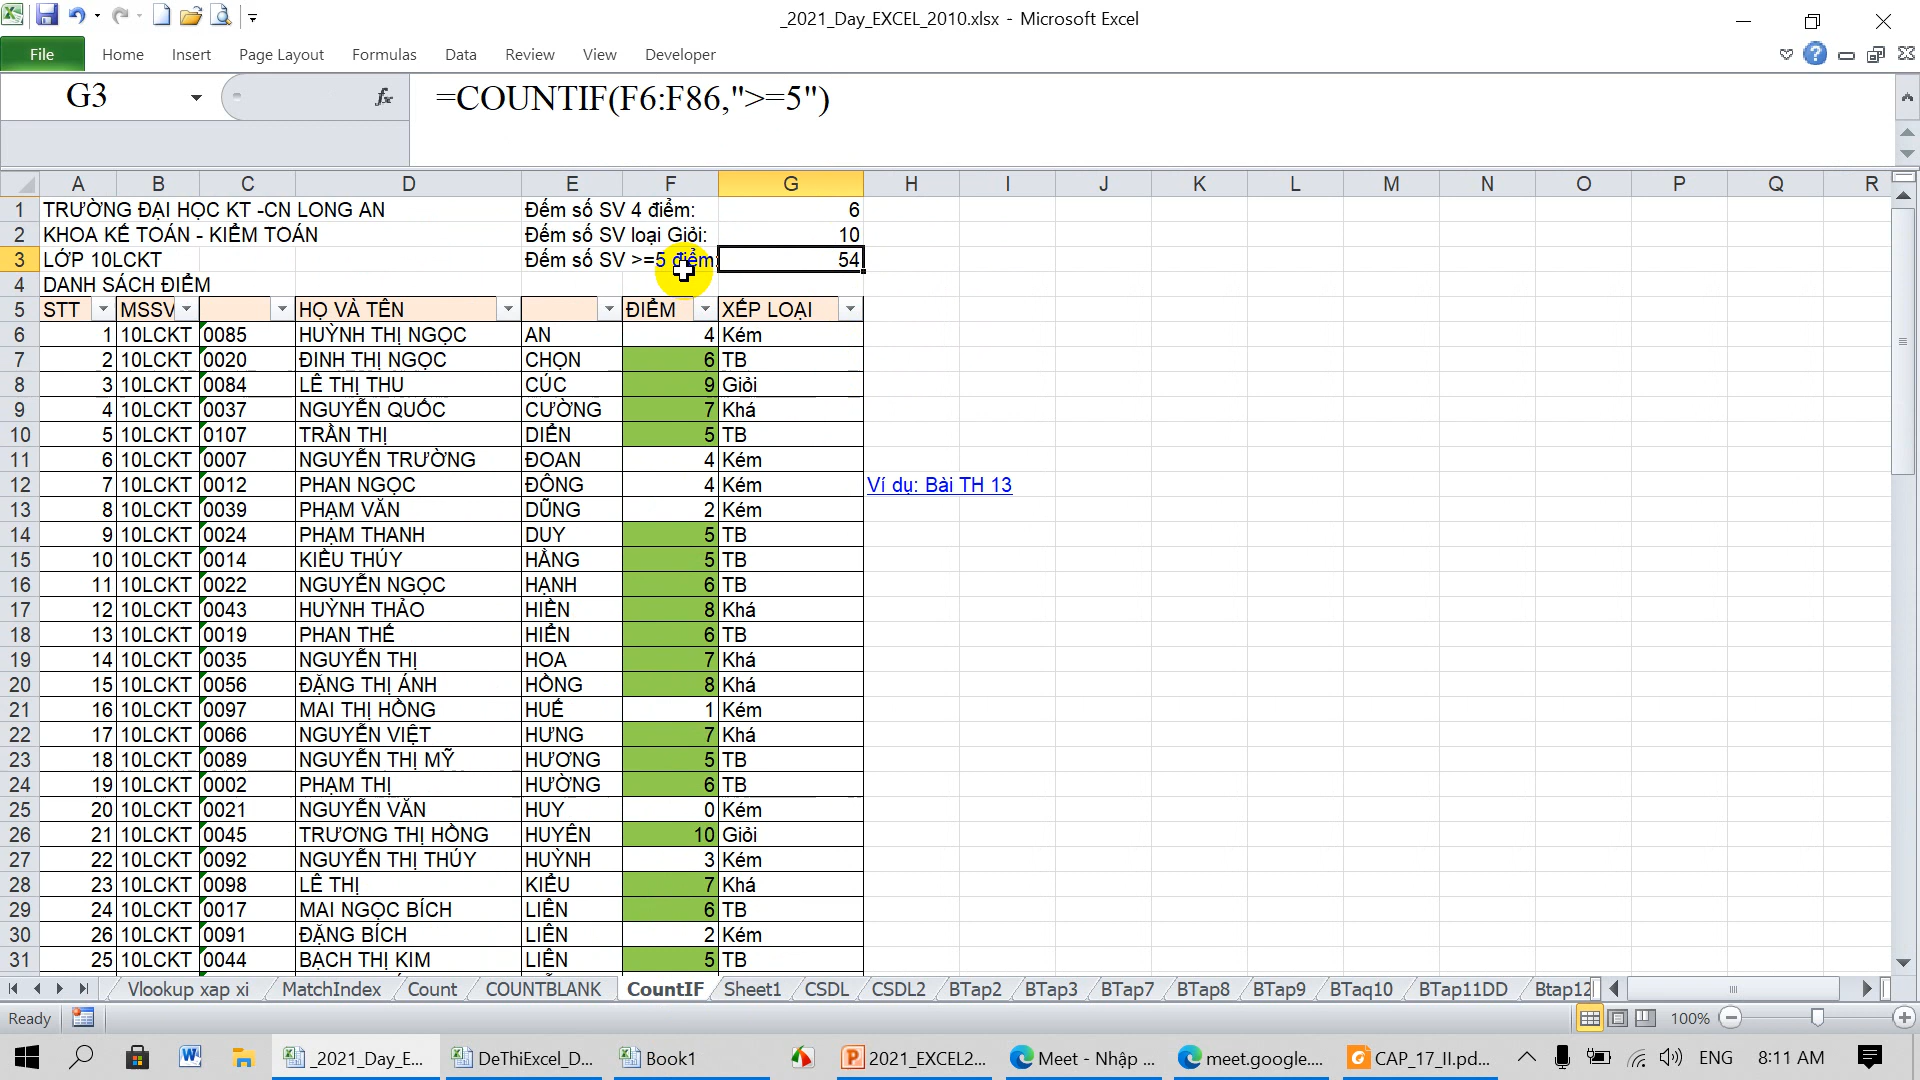 _2021_Day_EXCEL_2010.xlsx - Microsoft Excel
File Home Insert Page Layout Formulas Data Review View Developer
G3 fx =COUNTIF(F6:F86,">=5")
A B C D E F G H I J K L M N O P Q R
1 TRƯỜNG ĐẠI HỌC KT -CN LONG AN Đếm số SV 4 điểm: 6
2 KHOA KẾ TOÁN - KIỂM TOÁN Đếm số SV loại Giỏi: 10
3 LỚP 10LCKT Đếm số SV >=5 điểm: 54
4 DANH SÁCH ĐIỂM
5 STT MSSV HỌ VÀ TÊN ĐIỂM XẾP LOẠI
6 1 10LCKT 0085 HUỲNH THỊ NGỌC AN 4 Kém
7 2 10LCKT 0020 ĐINH THỊ NGỌC CHỌN 6 TB
8 3 10LCKT 0084 LÊ THỊ THU CÚC 9 Giỏi
9 4 10LCKT 0037 NGUYỄN QUỐC CƯỜNG 7 Khá
10 5 10LCKT 0107 TRẦN THỊ DIỂN 5 TB
11 6 10LCKT 0007 NGUYỄN TRƯỜNG ĐOAN 4 Kém
12 7 10LCKT 0012 PHAN NGỌC ĐÔNG 4 Kém Ví dụ: Bài TH 13
13 8 10LCKT 0039 PHẠM VĂN DŨNG 2 Kém
14 9 10LCKT 0024 PHẠM THANH DUY 5 TB
15 10 10LCKT 0014 KIỀU THÚY HẰNG 5 TB
16 11 10LCKT 0022 NGUYỄN NGỌC HẠNH 6 TB
17 12 10LCKT 0043 HUỲNH THẢO HIỀN 8 Khá
18 13 10LCKT 0019 PHAN THẾ HIỂN 6 TB
19 14 10LCKT 0035 NGUYỄN THỊ HOA 7 Khá
20 15 10LCKT 0056 ĐẶNG THỊ ÁNH HỒNG 8 Khá
21 16 10LCKT 0097 MAI THỊ HỒNG HUẾ 1 Kém
22 17 10LCKT 0066 NGUYỄN VIỆT HƯNG 7 Khá
23 18 10LCKT 0089 NGUYỄN THỊ MỸ HƯƠNG 5 TB
24 19 10LCKT 0002 PHẠM THỊ HƯỜNG 6 TB
25 20 10LCKT 0021 NGUYỄN VĂN HUY 0 Kém
26 21 10LCKT 0045 TRƯƠNG THỊ HỒNG HUYÊN 10 Giỏi
27 22 10LCKT 0092 NGUYỄN THỊ THÚY HUỲNH 3 Kém
28 23 10LCKT 0098 LÊ THỊ KIỀU 7 Khá
29 24 10LCKT 0017 MAI NGỌC BÍCH LIÊN 6 TB
30 26 10LCKT 0091 ĐẶNG BÍCH LIÊN 2 Kém
31 25 10LCKT 0044 BẠCH THỊ KIM LIÊN 5 TB
Vlookup xap xi MatchIndex Count COUNTBLANK CountIF Sheet1 CSDL CSDL2 BTap2 BTap3 BTap7 BTap8 BTap9 BTaq10 BTap11DD Btap12
Ready 100%
_2021_Day_E... DeThiExcel_D... Book1 2021_EXCEL2... Meet - Nhập ... meet.google.... CAP_17_II.pd... ENG 8:11 AM